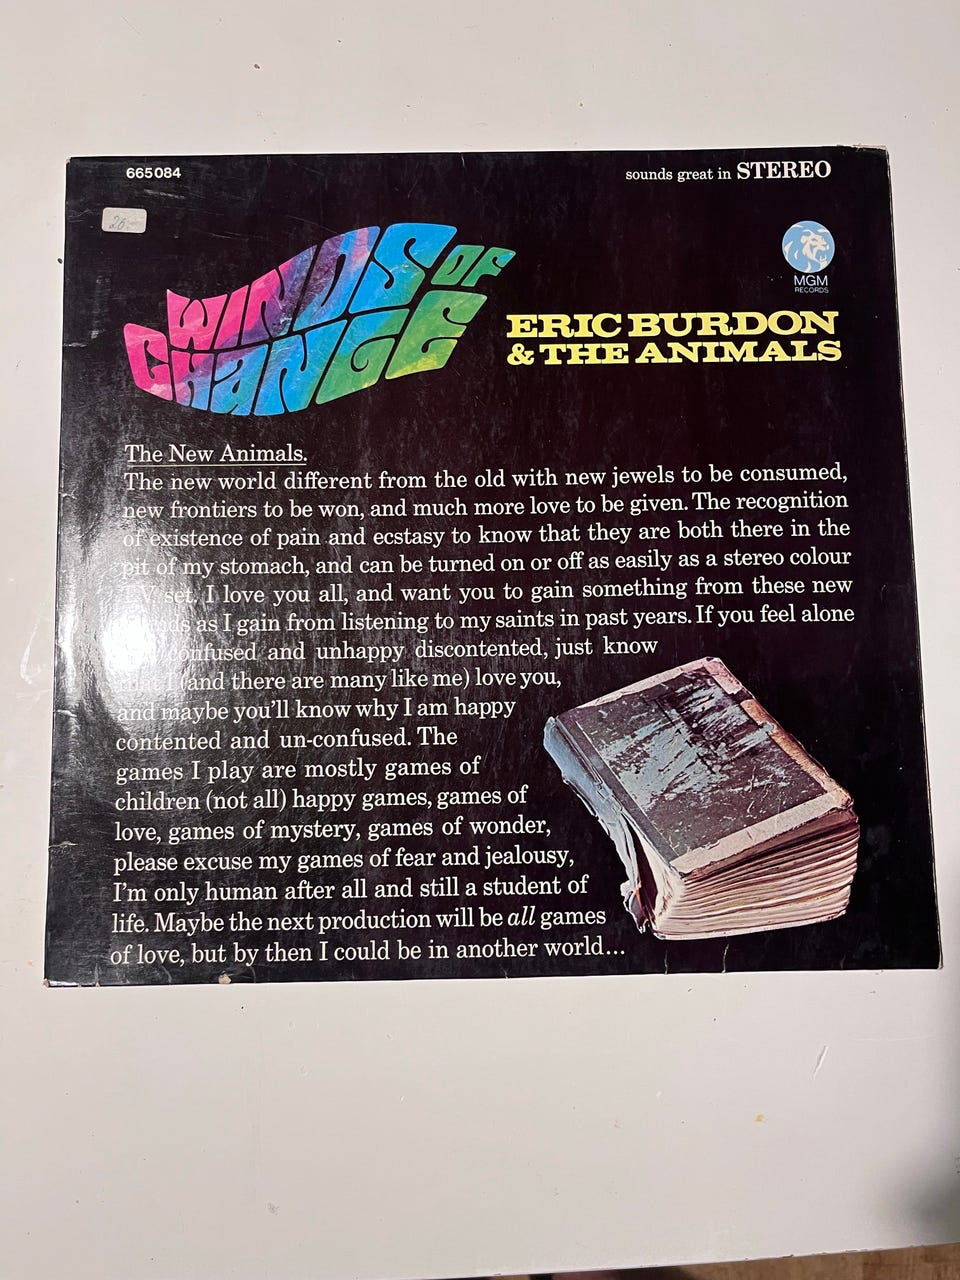 665084
sounds great in STEREO
26.-
WINDS OF
CHANGE
MGM
RECORDS
ERIC BURDON
& THE ANIMALS
The New Animals.
The new world different from the old with new jewels to be consumed,
new frontiers to be won, and much more love to be given. The recognition
of existence of pain and ecstasy to know that they are both there in the
pit of my stomach, and can be turned on or off as easily as a stereo colour
T.V. set. I love you all, and want you to gain something from these new
as I gain from listening to my saints in past years. If you feel alone
confused and unhappy discontented, just know
that I (and there are many like me) love you,
and maybe you'll know why I am happy
contented and un-confused. The
games I play are mostly games of
children (not all) happy games, games of
love, games of mystery, games of wonder,
please excuse my games of fear and jealousy,
I'm only human after all and still a student of
life. Maybe the next production will be all games
of love, but by then I could be in another world...